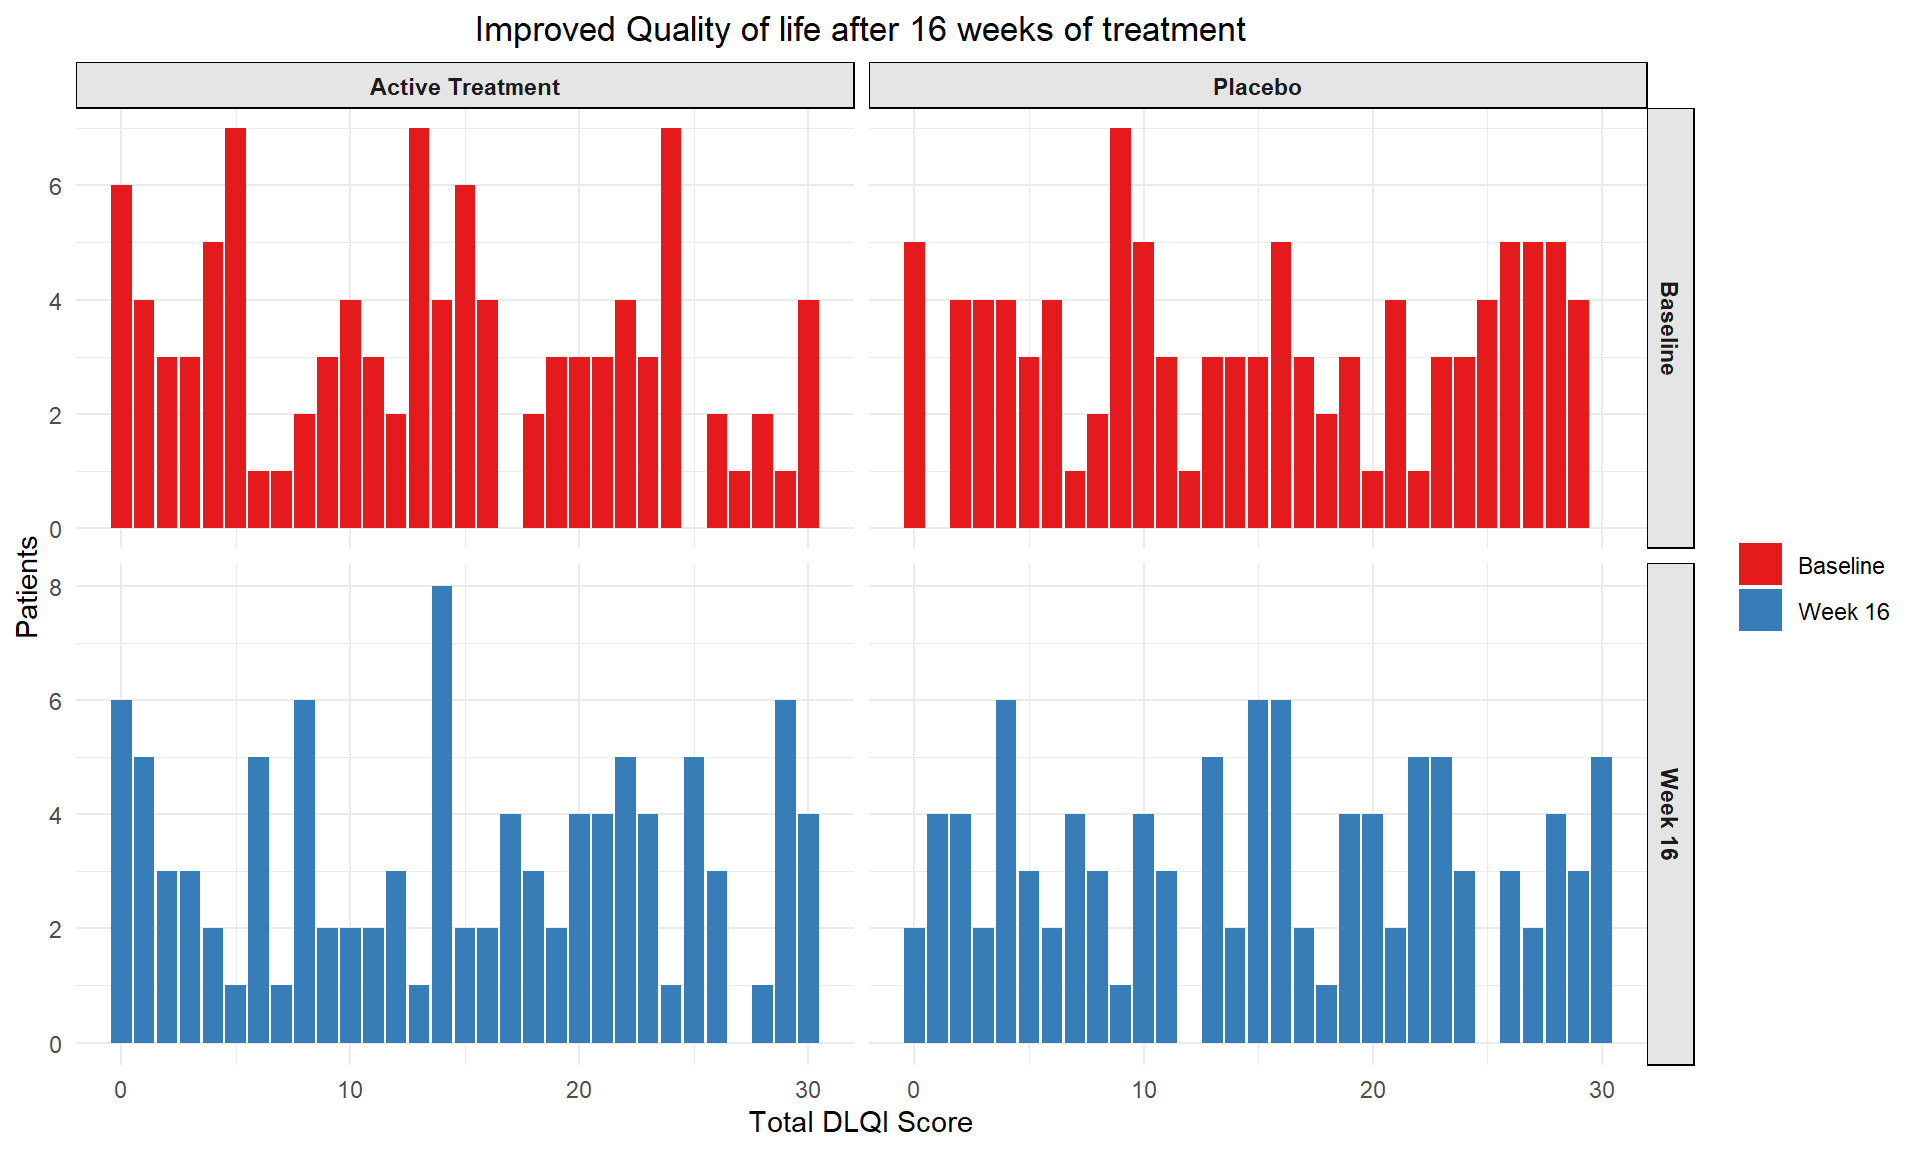 Improved Quality of life after 16 weeks of treatment
Active Treatment
Placebo
6
4
2
0
Baseline
8
6
4
2
0
Week 16
Patients
0
10
20
30
0
10
20
30
Total DLQI Score
Baseline
Week 16